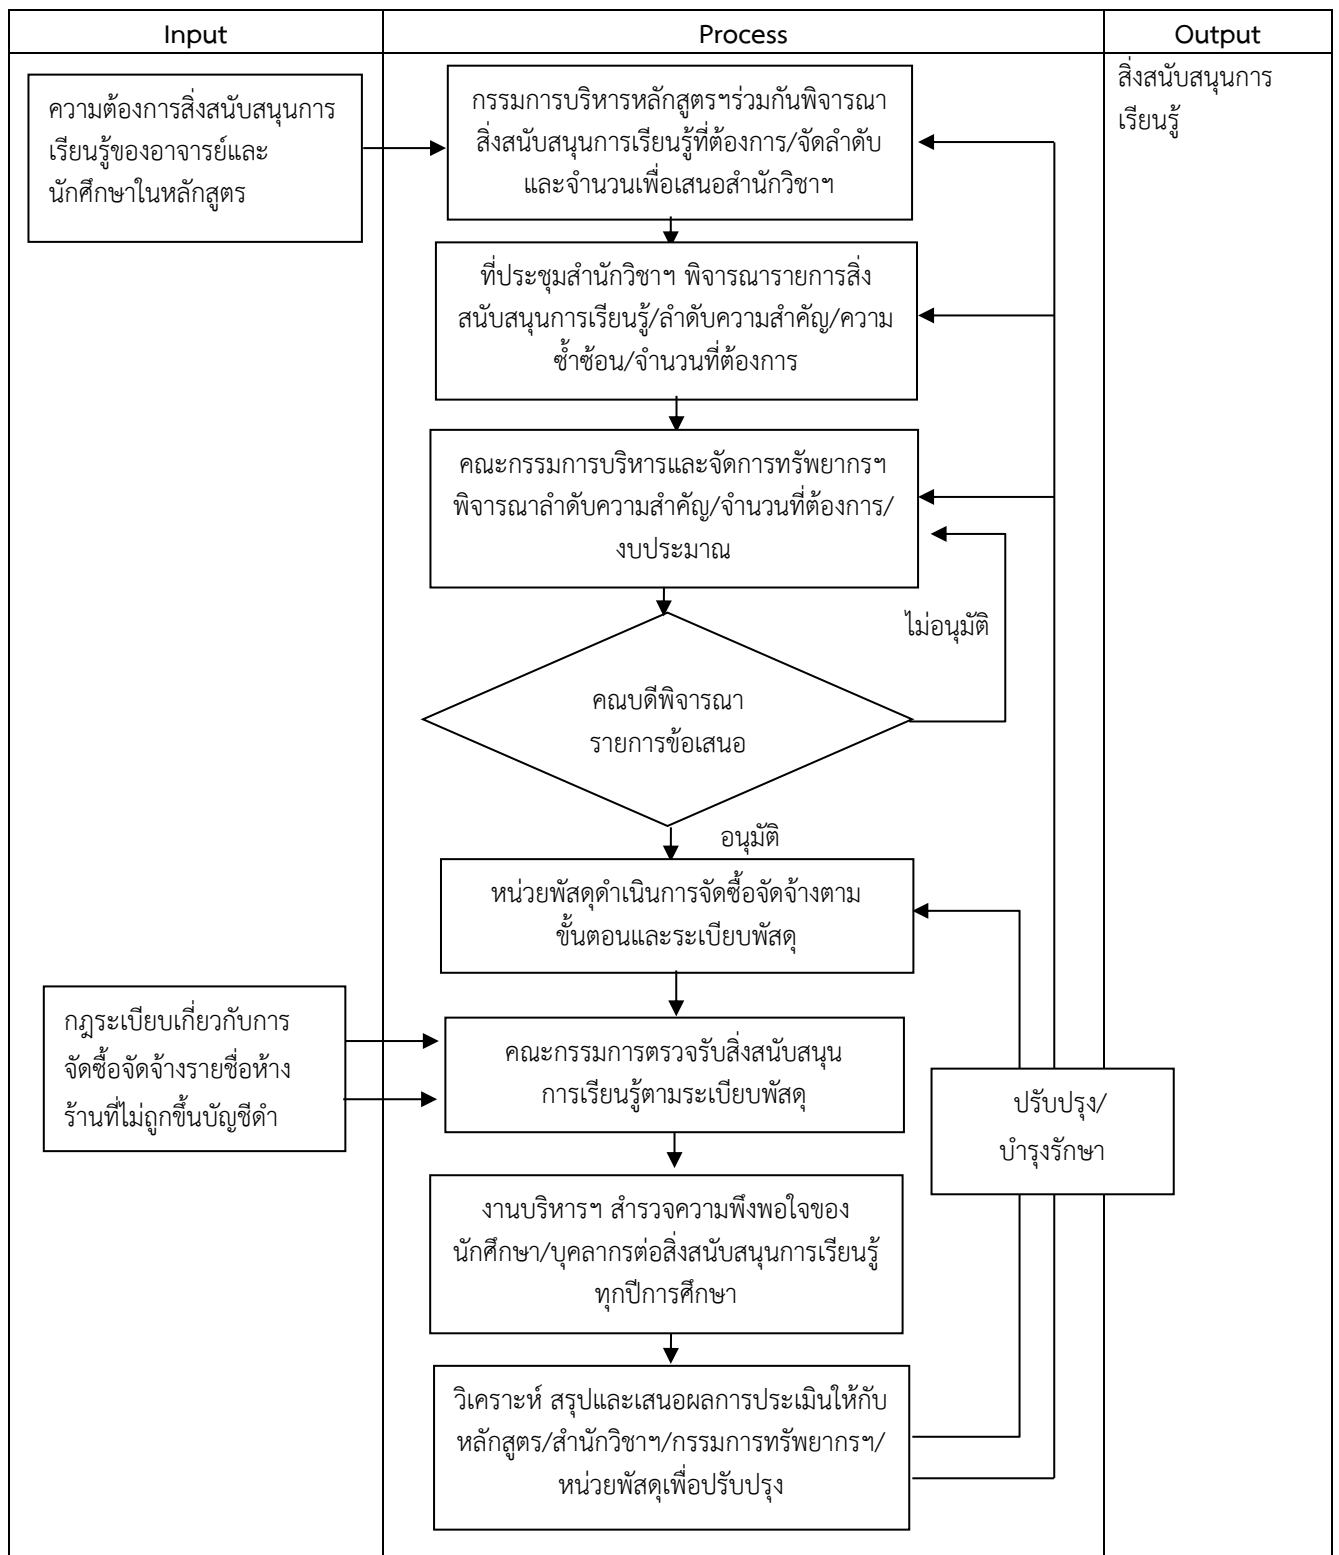 Input
Process
Output
ความต้องการสิ่งสนับสนุนการ
เรียนรู้ของอาจารย์และ
นักศึกษาในหลักสูตร
กรรมการบริหารหลักสูตรฯร่วมกันพิจารณา
สิ่งสนับสนุนการเรียนรู้ที่ต้องการ/จัดลำดับ
และจำนวนเพื่อเสนอสำนักวิชาฯ
สิ่งสนับสนุนการ
เรียนรู้
ที่ประชุมสำนักวิชาฯ พิจารณารายการสิ่ง
สนับสนุนการเรียนรู้/ลำดับความสำคัญ/ความ
ซ้ำซ้อน/จำนวนที่ต้องการ
คณะกรรมการบริหารและจัดการทรัพยากรฯ
พิจารณาลำดับความสำคัญ/จำนวนที่ต้องการ/
งบประมาณ
ไม่อนุมัติ
คณบดีพิจารณา
รายการข้อเสนอ
อนุมัติ
หน่วยพัสดุดำเนินการจัดซื้อจัดจ้างตาม
ขั้นตอนและระเบียบพัสดุ
กฎระเบียบเกี่ยวกับการ
จัดซื้อจัดจ้างรายชื่อห้าง
ร้านที่ไม่ถูกขึ้นบัญชีดำ
คณะกรรมการตรวจรับสิ่งสนับสนุน
การเรียนรู้ตามระเบียบพัสดุ
ปรับปรุง/
บำรุงรักษา
งานบริหารฯ สำรวจความพึงพอใจของ
นักศึกษา/บุคลากรต่อสิ่งสนับสนุนการเรียนรู้
ทุกปีการศึกษา
วิเคราะห์ สรุปและเสนอผลการประเมินให้กับ
หลักสูตร/สำนักวิชาฯ/กรรมการทรัพยากรฯ/
หน่วยพัสดุเพื่อปรับปรุง